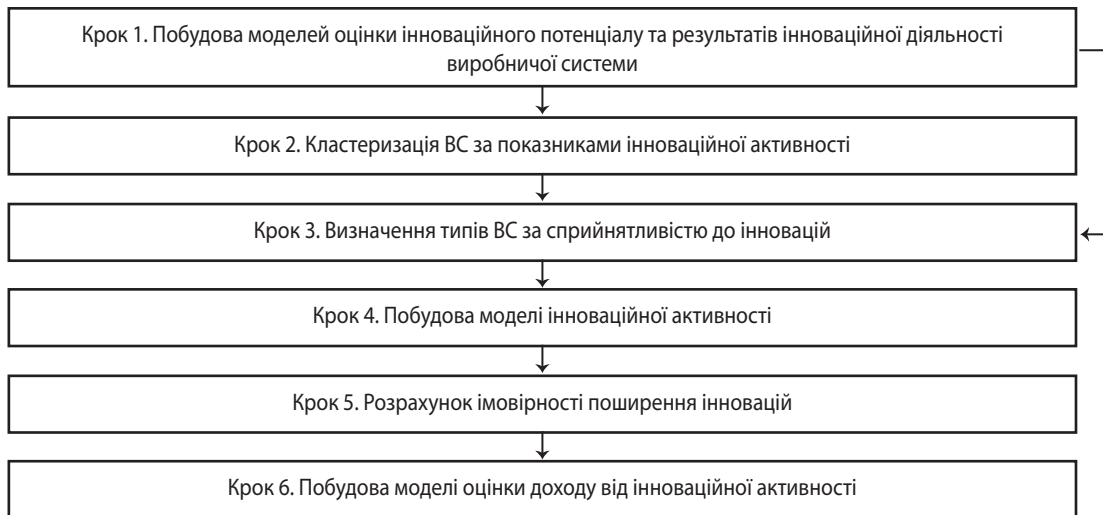 Крок 1. Побудова моделей оцінки інноваційного потенціалу та результатів інноваційної діяльності
виробничої системи
Крок 2. Кластеризація ВС за показниками інноваційної активності
Крок 3. Визначення типів ВС за сприйнятливістю до інновацій
Крок 4. Побудова моделі інноваційної активності
Крок 5. Розрахунок імовірності поширення інновацій
Крок 6. Побудова моделі оцінки доходу від інноваційної активності